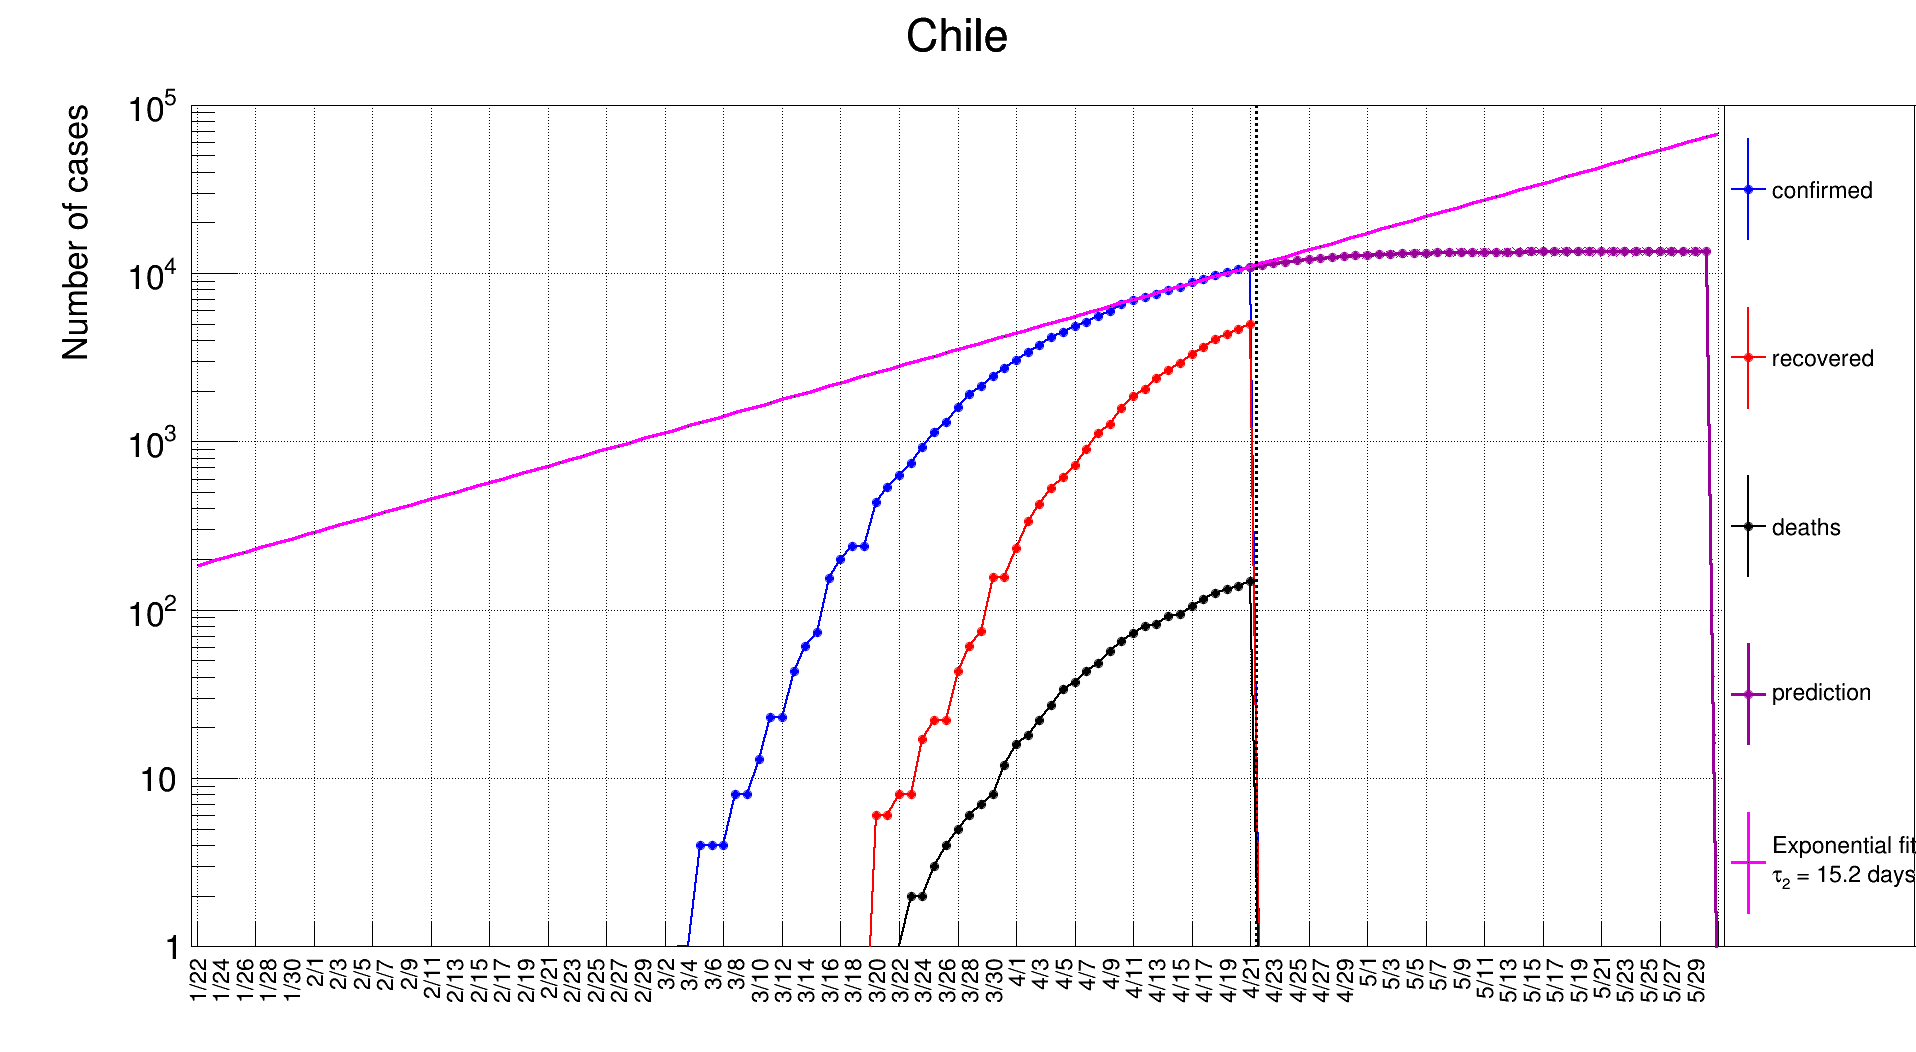 Chile
Number of cases
10^5
10^4
10^3
10^2
10
1
1/22 1/24 1/26 1/28 1/30 2/1 2/3 2/5 2/7 2/9 2/11 2/13 2/15 2/17 2/19 2/21 2/23 2/25 2/27 2/29 3/2 3/4 3/6 3/8 3/10 3/12 3/14 3/16 3/18 3/20 3/22 3/24 3/26 3/28 3/30 4/1 4/3 4/5 4/7 4/9 4/11 4/13 4/15 4/17 4/19 4/21 4/23 4/25 4/27 4/29 5/1 5/3 5/5 5/7 5/9 5/11 5/13 5/15 5/17 5/19 5/21 5/23 5/25 5/27 5/29
confirmed
recovered
deaths
prediction
Exponential fit
τ₂ = 15.2 days